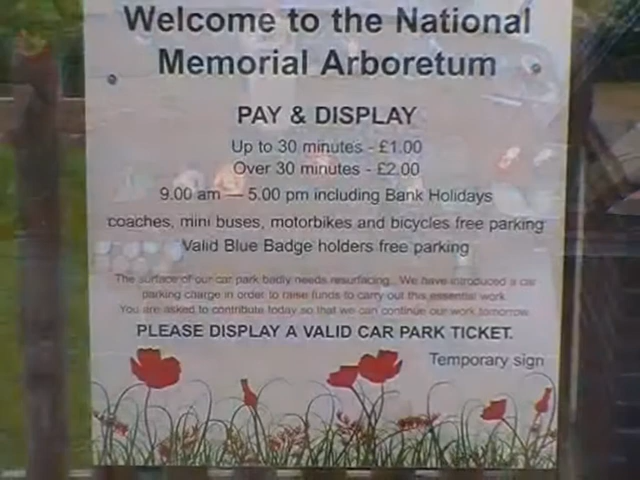 Welcome to the National
Memorial Arboretum
PAY & DISPLAY
Up to 30 minutes - £1.00
Over 30 minutes - £2.00
9.00 am — 5.00 pm including Bank Holidays
coaches, mini buses, motorbikes and bicycles free parking
Valid Blue Badge holders free parking
The surface of our car park badly needs resurfacing. We have introduced a car
parking charge in order to raise funds to carry out this essential work.
You are asked to contribute today so that we can continue our work tomorrow.
PLEASE DISPLAY A VALID CAR PARK TICKET.
Temporary sign